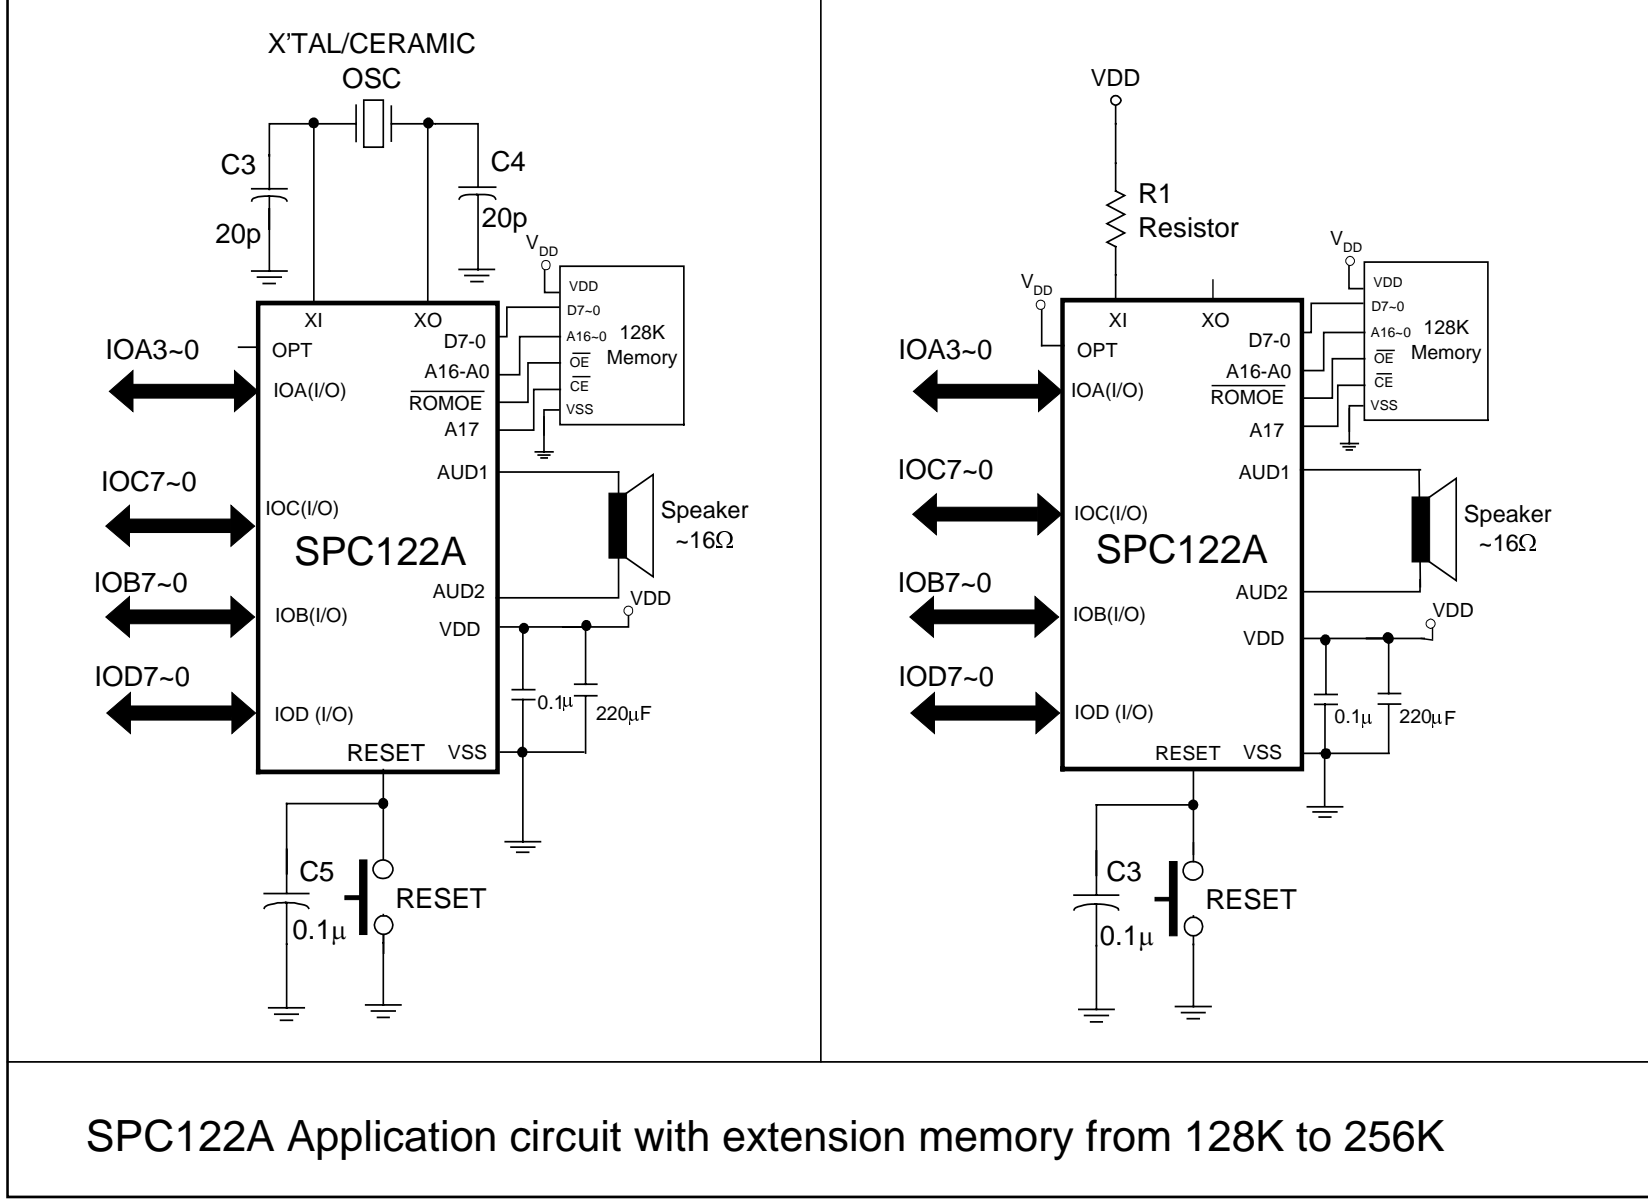 X'TAL/CERAMIC
OSC
C3
20p
C4
20p
VDD
VDD
D7~0
A16~0
OE
CE
VSS
128K
Memory
XI
XO
OPT
D7-0
A16-A0
ROMOE
A17
IOA3~0
IOA(I/O)
AUD1
IOC7~0
IOC(I/O)
Speaker
~16Ω
SPC122A
IOB7~0
IOB(I/O)
AUD2
VDD
VDD
IOD7~0
IOD (I/O)
0.1μ
220μF
RESET
VSS
C5
0.1μ
RESET
VDD
R1
Resistor
VDD
VDD
VDD
D7~0
A16~0
OE
CE
VSS
128K
Memory
XI
XO
OPT
D7-0
A16-A0
ROMOE
A17
IOA3~0
IOA(I/O)
AUD1
IOC7~0
IOC(I/O)
Speaker
~16Ω
SPC122A
IOB7~0
IOB(I/O)
AUD2
VDD
VDD
IOD7~0
IOD (I/O)
0.1μ
220μF
RESET
VSS
C3
0.1μ
RESET
SPC122A Application circuit with extension memory from 128K to 256K